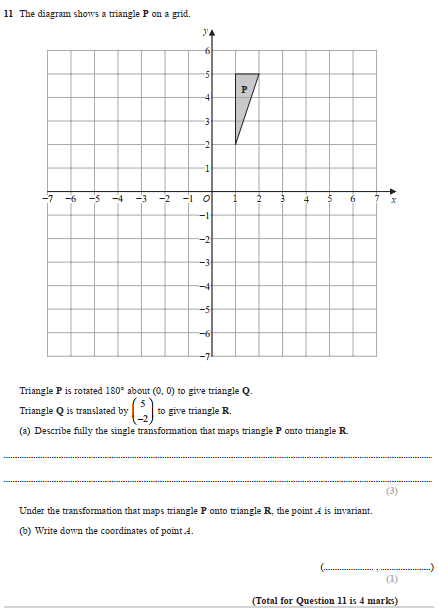 11 The diagram shows a triangle P on a grid.
y
6
5
P
4
3
2
1
-7 -6 -5 -4 -3 -2 -1 O 1 2 3 4 5 6 7 x
-1
-2
-3
-4
-5
-6
-7
Triangle P is rotated 180° about (0, 0) to give triangle Q.
Triangle Q is translated by (5 -2) to give triangle R.
(a) Describe fully the single transformation that maps triangle P onto triangle R.
(3)
Under the transformation that maps triangle P onto triangle R, the point A is invariant.
(b) Write down the coordinates of point A.
(...................... , ......................)
(1)
(Total for Question 11 is 4 marks)